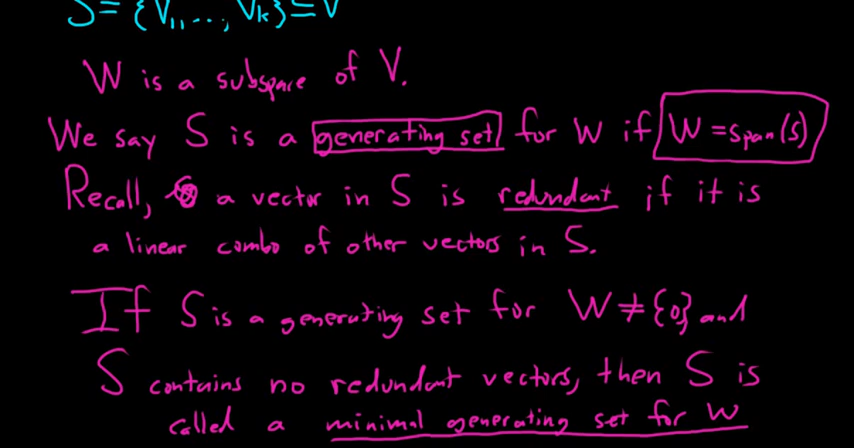 S = {V₁, ..., Vₖ} ⊆ V
W is a subspace of V.
We say S is a generating set for W if W = span(S)
Recall, a vector in S is redundant if it is
a linear combo of other vectors in S.
If S is a generating set for W ≠ {0} and
S contains no redundant vectors, then S is
called a minimal generating set for W